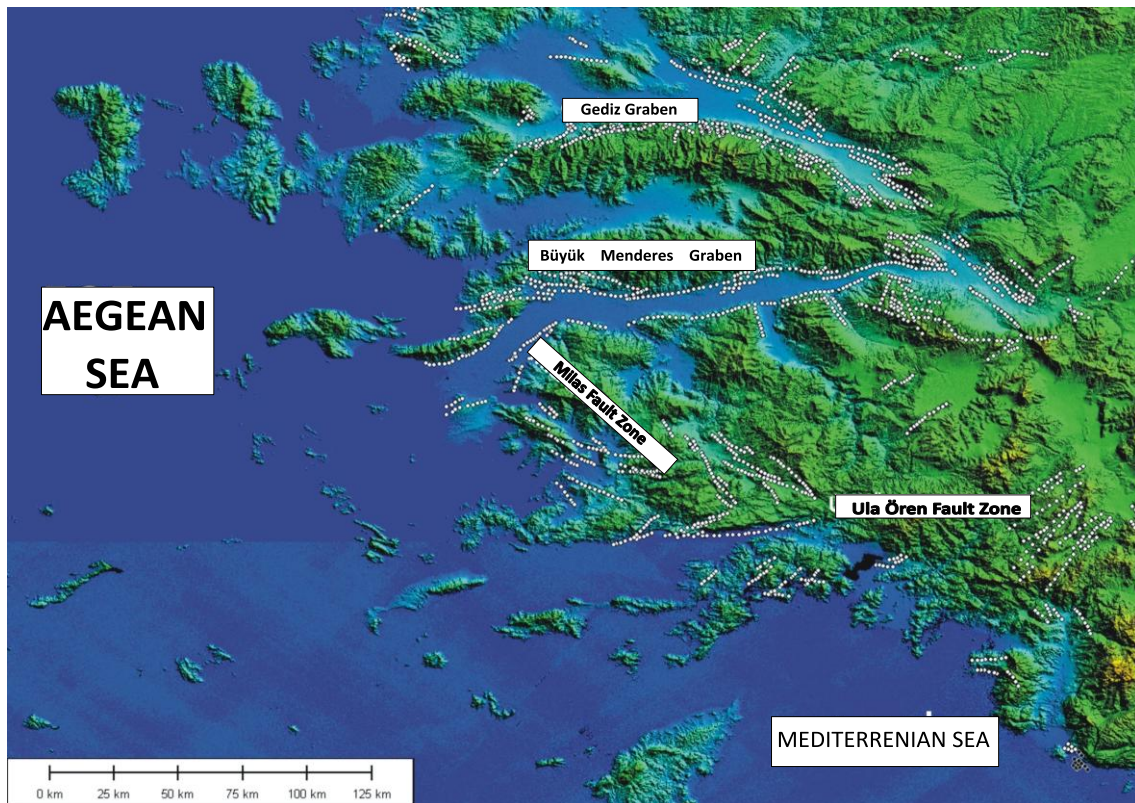 Gediz Graben
Büyük Menderes Graben
AEGEAN
SEA
Milas Fault Zone
Ula Ören Fault Zone
MEDITERRENIAN SEA
0 km 25 km 50 km 75 km 100 km 125 km